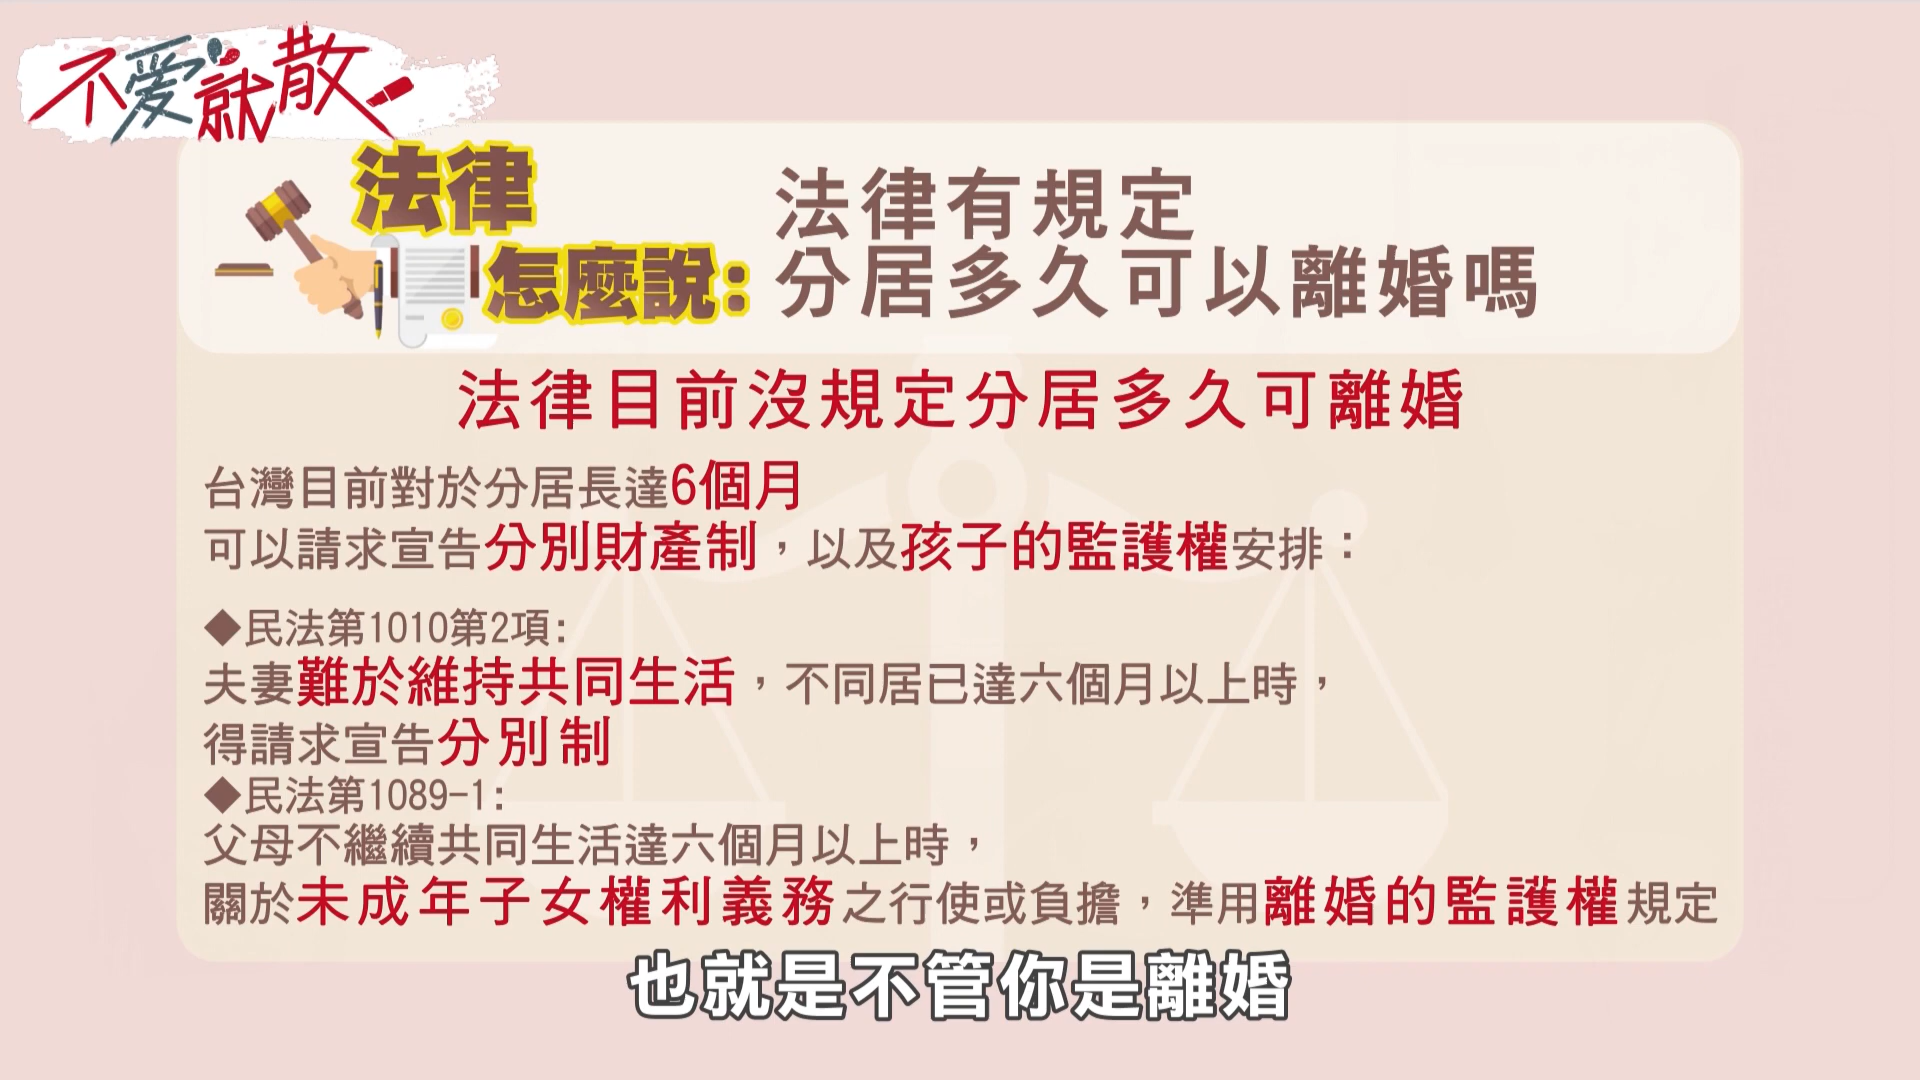 不愛就散
法律
怎麼說:
法律有規定
分居多久可以離婚嗎
法律目前沒規定分居多久可離婚
台灣目前對於分居長達6個月
可以請求宣告分別財產制，以及孩子的監護權安排：
◆民法第1010第2項:
夫妻難於維持共同生活，不同居已達六個月以上時，
得請求宣告分別制
◆民法第1089-1:
父母不繼續共同生活達六個月以上時，
關於未成年子女權利義務之行使或負擔，準用離婚的監護權規定
也就是不管你是離婚